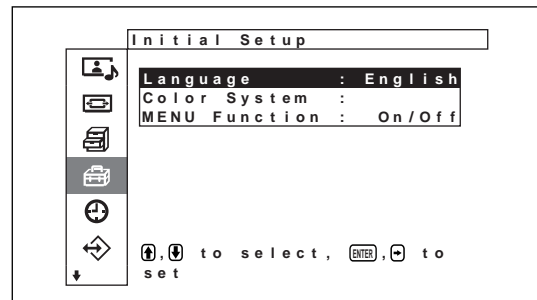 Initial Setup
Language : English
Color System :
MENU Function : On/Off
↑,↓ to select, ENTER,→ to
set